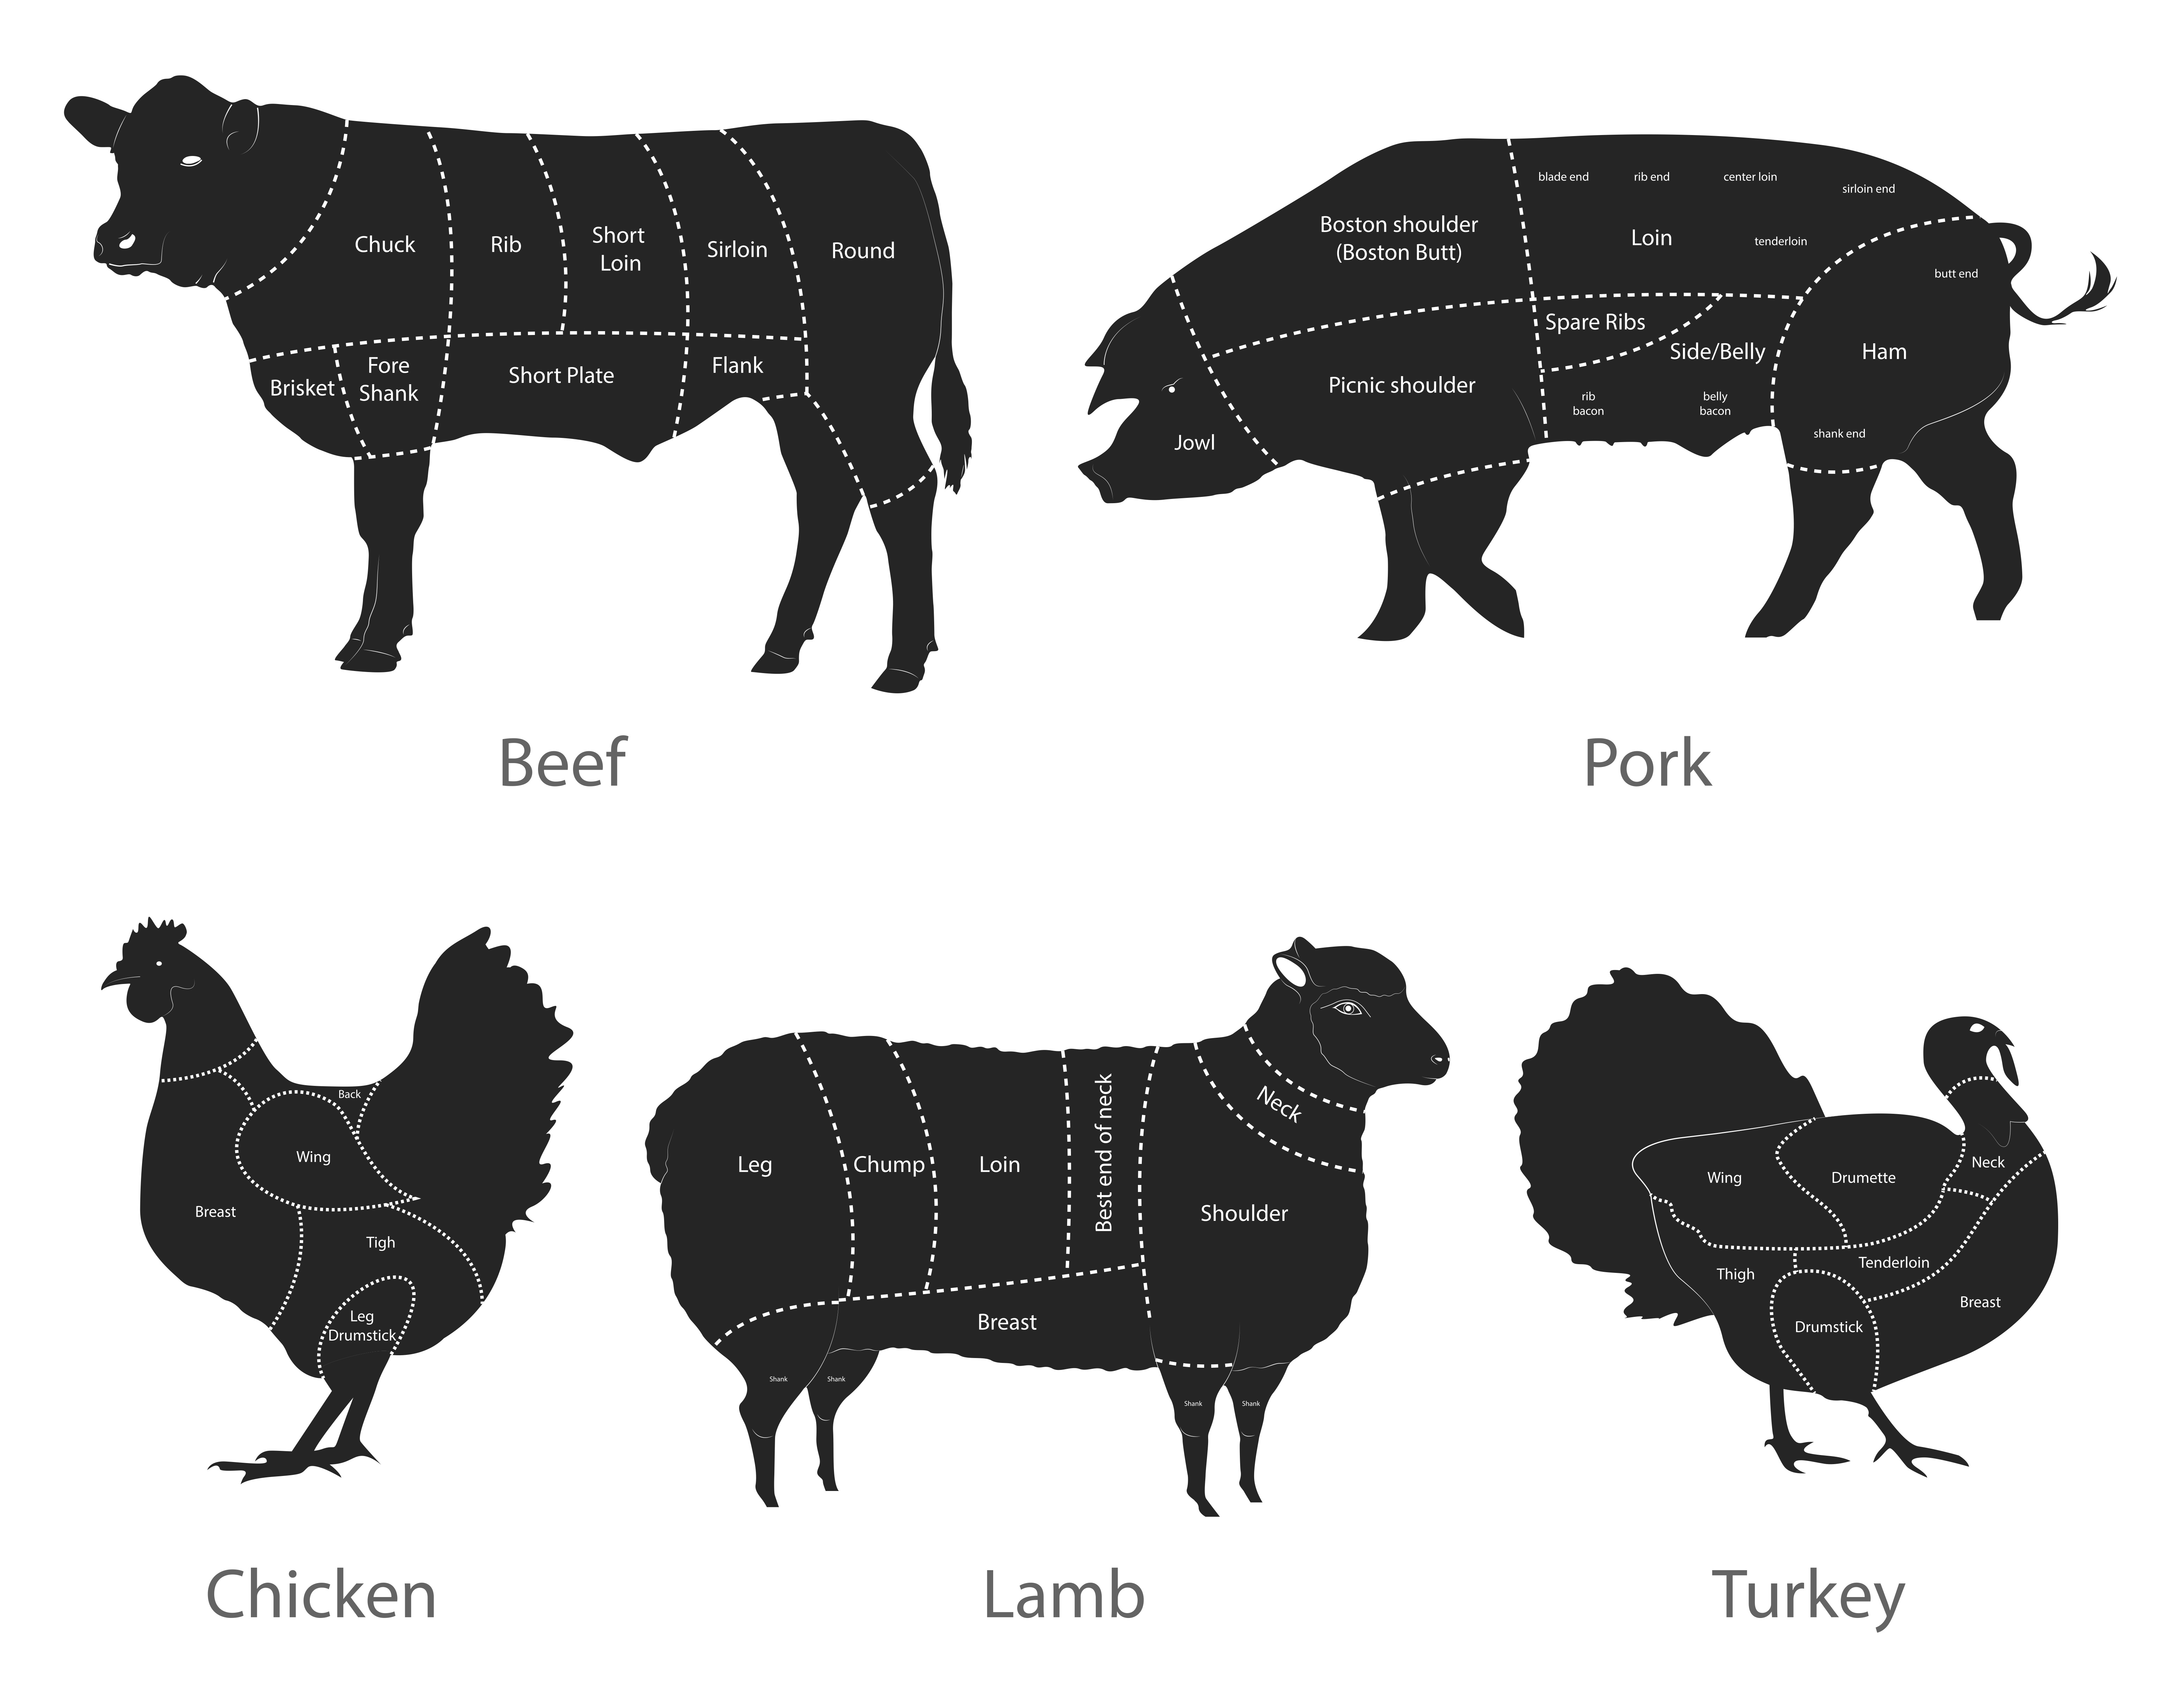 Chuck
Rib
Short
Loin
Sirloin
Round
Brisket
Fore
Shank
Short Plate
Flank
Beef
blade end
rib end
center loin
sirloin end
Boston shoulder
(Boston Butt)
Loin
tenderloin
butt end
Spare Ribs
Side/Belly
Ham
Picnic shoulder
rib
bacon
belly
bacon
shank end
Jowl
Pork
Back
Wing
Breast
Tigh
Leg
Drumstick
Chicken
Neck
Leg
Chump
Loin
Best end of neck
Shoulder
Breast
Shank
Shank
Shank
Shank
Lamb
Wing
Drumette
Neck
Thigh
Tenderloin
Breast
Drumstick
Turkey